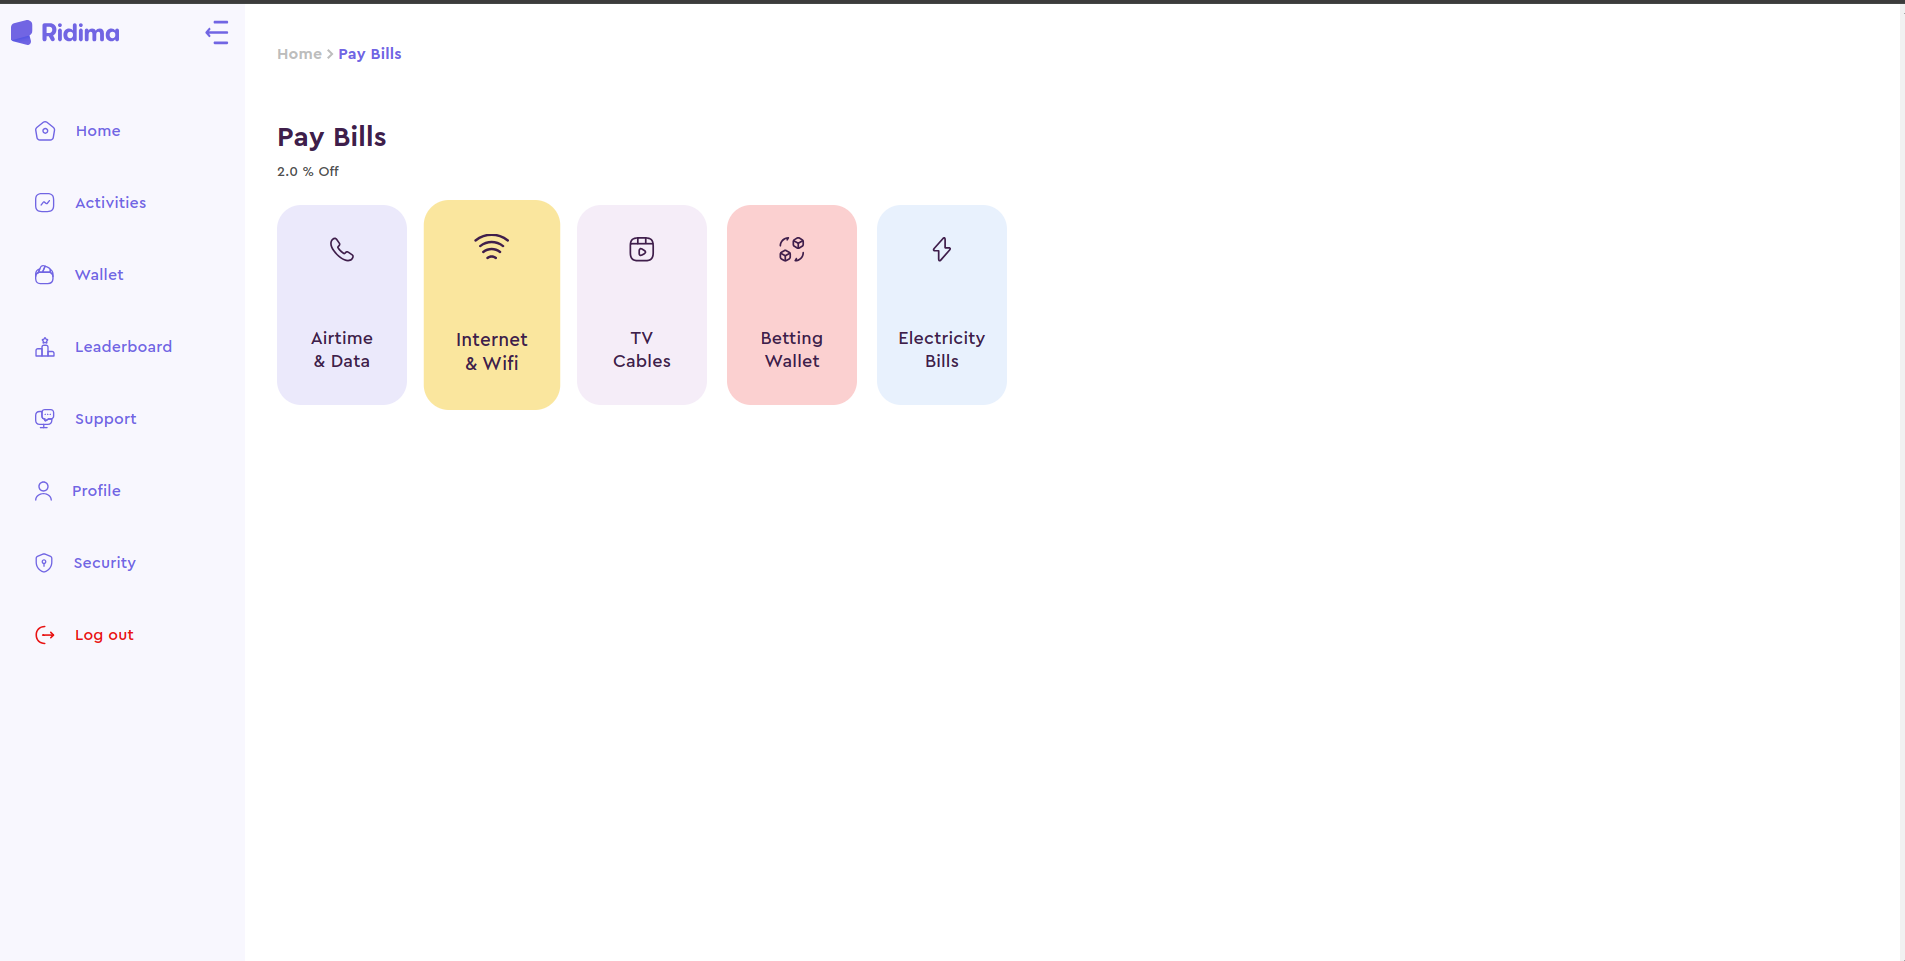 Ridima
Home > Pay Bills
Home
Activities
Wallet
Leaderboard
Support
Profile
Security
Log out
Pay Bills
2.0 % Off
Airtime
& Data
Internet
& Wifi
TV
Cables
Betting
Wallet
Electricity
Bills